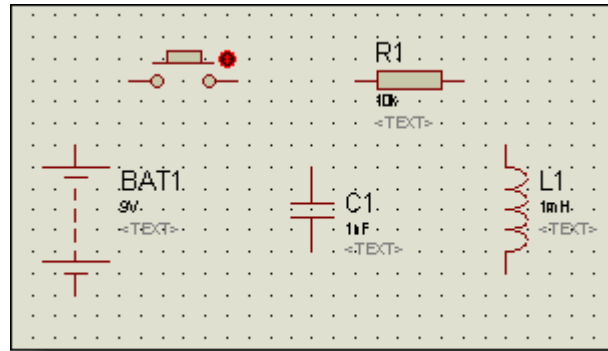 R1
10k
<TEXT>
BAT1
9V
<TEXT>
C1
1nF
<TEXT>
L1
1mH
<TEXT>